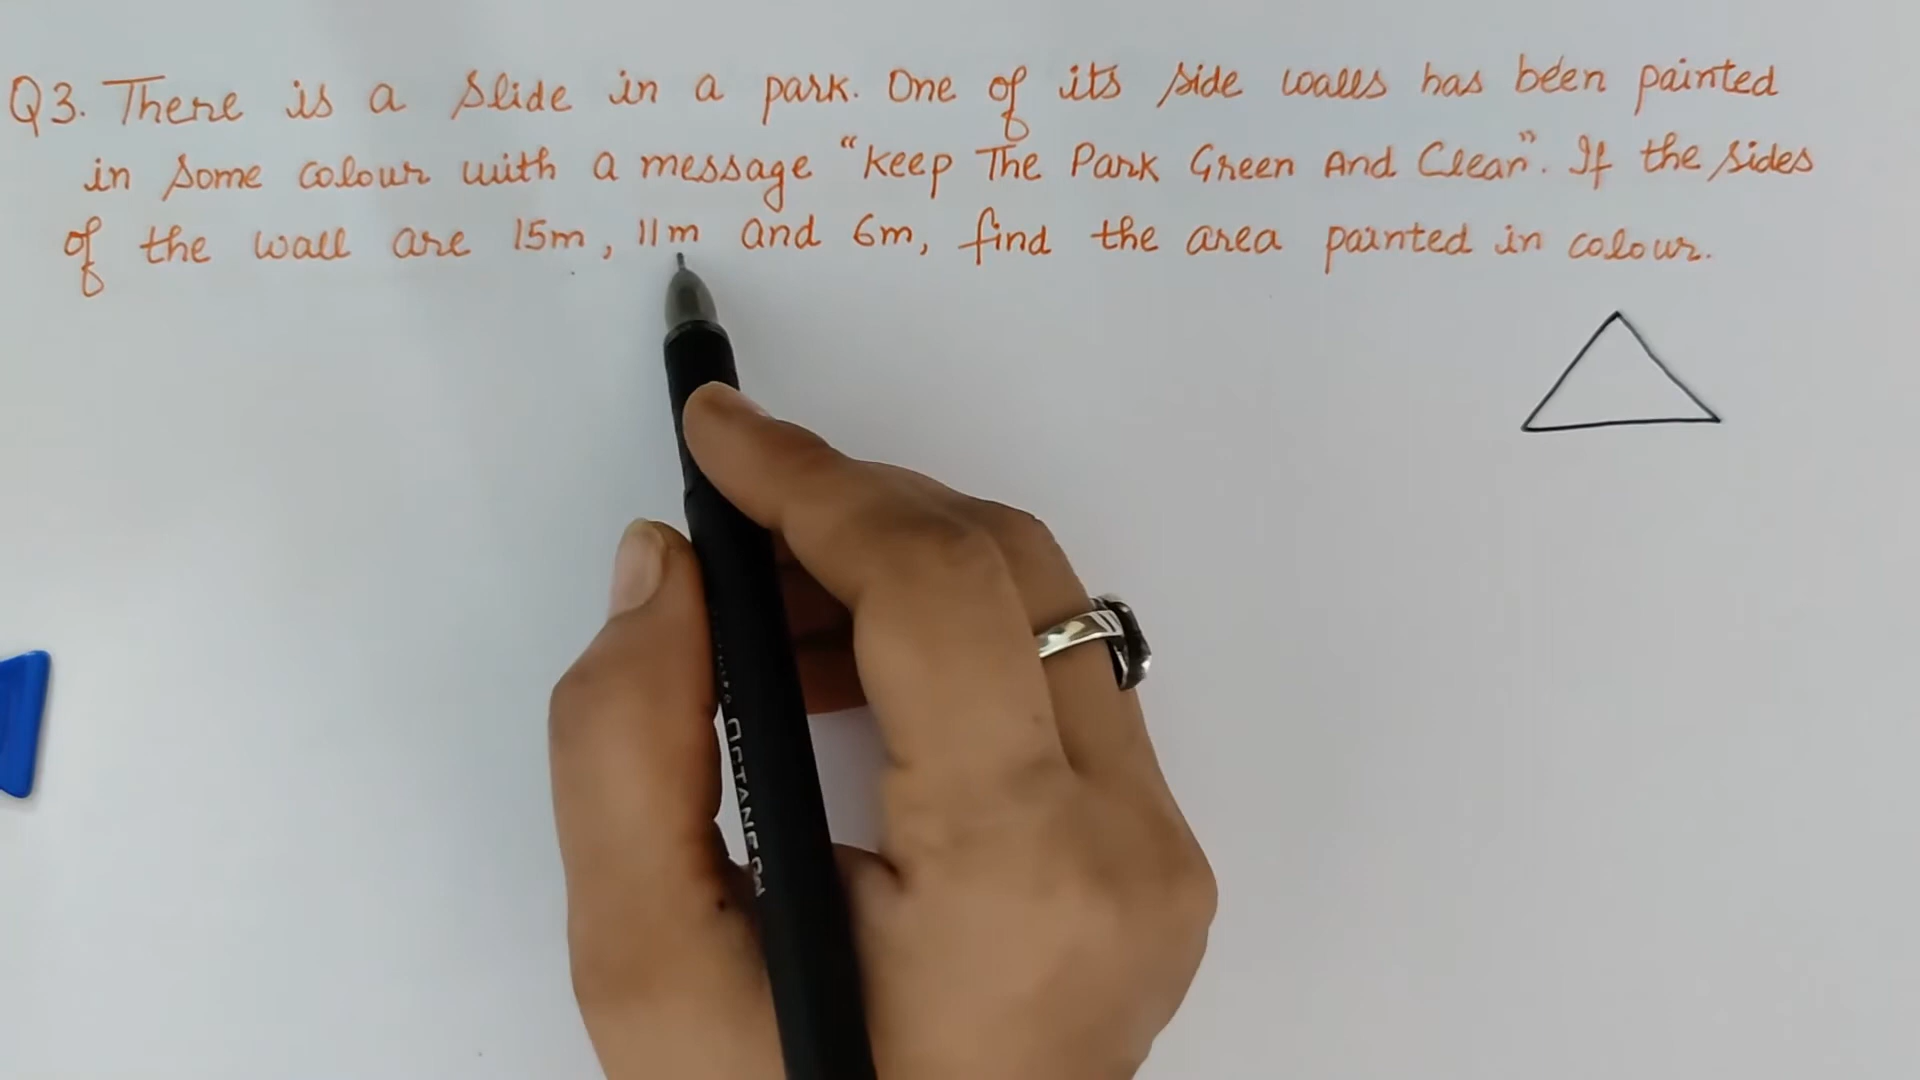 Q3. There is a slide in a park. One of its side walls has been painted
in some colour with a message "Keep The Park Green And Clean". If the sides
of the wall are 15m, 11m and 6m, find the area painted in colour.
OCTANE